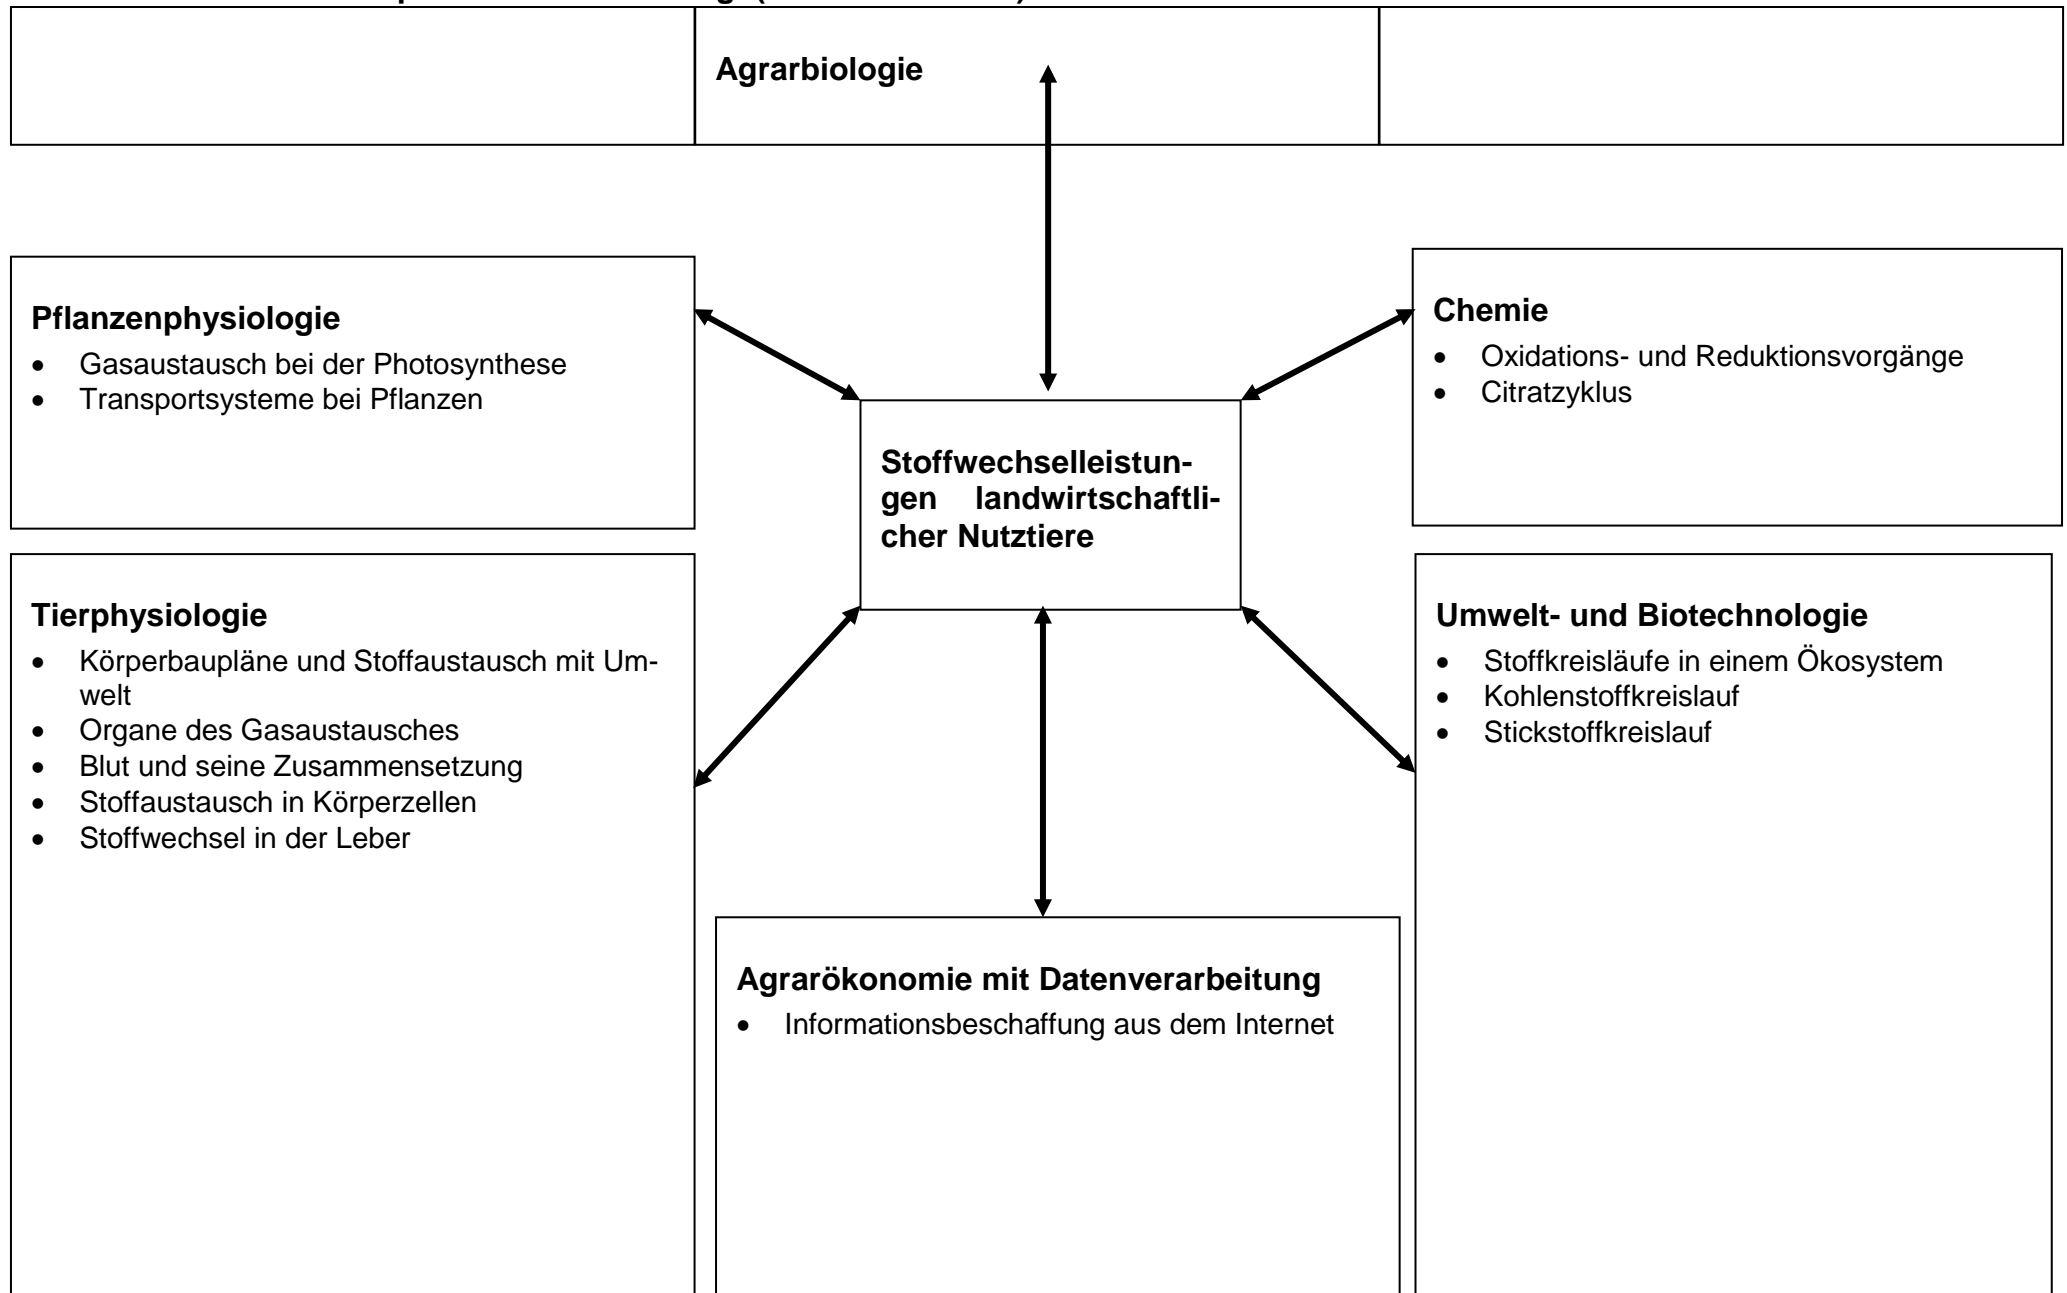 Agrarbiologie
Pflanzenphysiologie
• Gasaustausch bei der Photosynthese
• Transportsysteme bei Pflanzen
Chemie
• Oxidations- und Reduktionsvorgänge
• Citratzyklus
Stoffwechselleistun-
gen landwirtschaftli-
cher Nutztiere
Tierphysiologie
• Körperbaupläne und Stoffaustausch mit Um-
welt
• Organe des Gasaustausches
• Blut und seine Zusammensetzung
• Stoffaustausch in Körperzellen
• Stoffwechsel in der Leber
Umwelt- und Biotechnologie
• Stoffkreisläufe in einem Ökosystem
• Kohlenstoffkreislauf
• Stickstoffkreislauf
Agrarökonomie mit Datenverarbeitung
• Informationsbeschaffung aus dem Internet